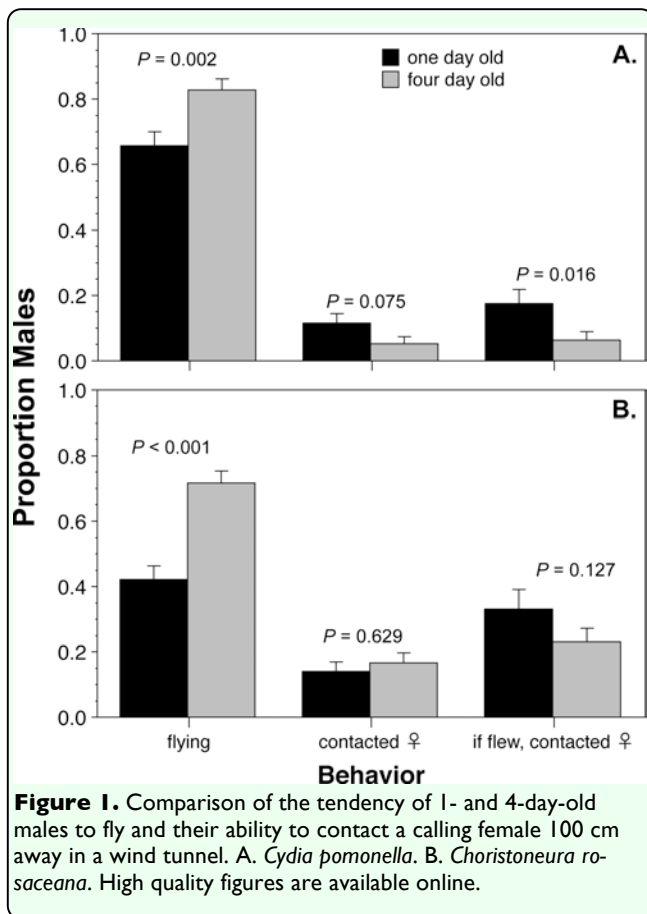 1.0
P = 0.002
one day old
four day old
A.
0.8
0.6
0.4
0.2
P = 0.075
P = 0.016
0.0
Proportion Males
1.0
B.
P < 0.001
0.8
0.6
0.4
P = 0.127
0.2
P = 0.629
0.0
flying
contacted ♀
if flew, contacted ♀
Behavior
Figure 1. Comparison of the tendency of 1- and 4-day-old
males to fly and their ability to contact a calling female 100 cm
away in a wind tunnel. A. Cydia pomonella. B. Choristoneura ro-
saceana. High quality figures are available online.